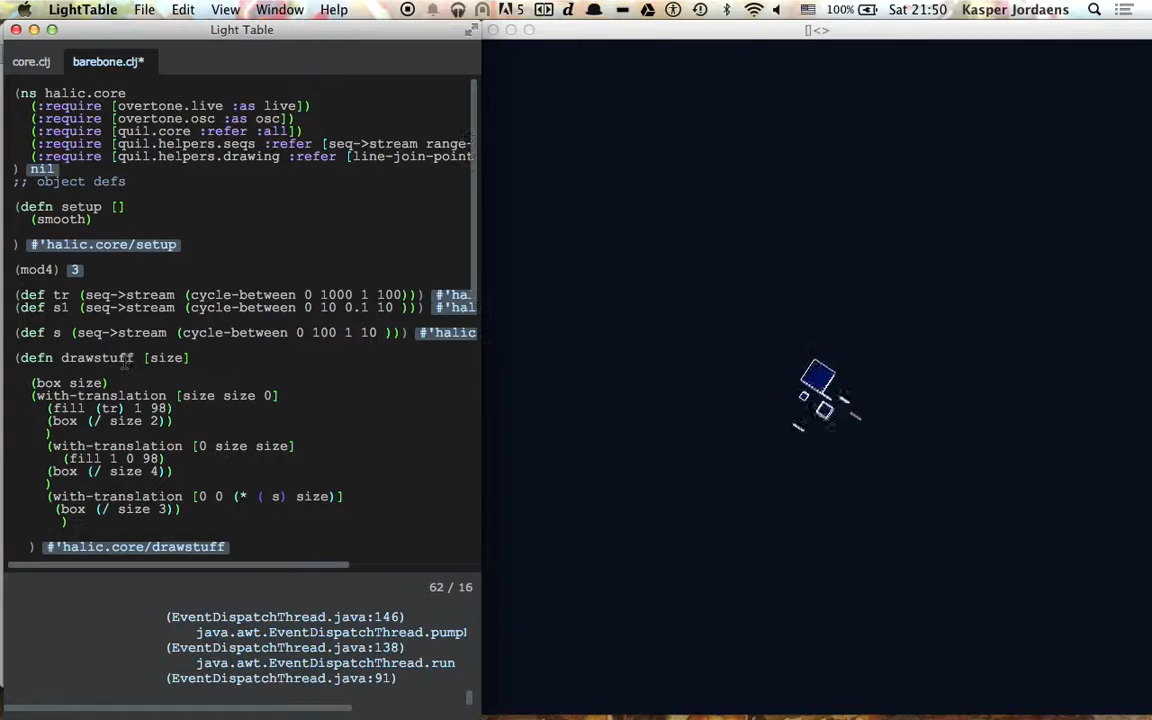 LightTable File Edit View Window Help 5 d 100% Sat 21:50 Kasper Jordaens
Light Table
[]<>
core.clj barebone.clj*
(ns halic.core
(:require [overtone.live :as live])
(:require [overtone.osc :as osc])
(:require [quil.core :refer :all])
(:require [quil.helpers.seqs :refer [seq->stream range-
(:require [quil.helpers.drawing :refer [line-join-point
) nil
;; object defs
(defn setup []
(smooth)
) #'halic.core/setup
(mod4) 3
(def tr (seq->stream (cycle-between 0 1000 1 100))) #'hal
(def s1 (seq->stream (cycle-between 0 10 0.1 10 ))) #'hal
(def s (seq->stream (cycle-between 0 100 1 10 ))) #'halic
(defn drawstuff [size]
(box size)
(with-translation [size size 0]
(fill (tr) 1 98)
(box (/ size 2))
)
(with-translation [0 size size]
(fill 1 0 98)
(box (/ size 4))
)
(with-translation [0 0 (* ( s) size)]
(box (/ size 3))
)
) #'halic.core/drawstuff
62 / 16
(EventDispatchThread.java:146)
java.awt.EventDispatchThread.pumpE
(EventDispatchThread.java:138)
java.awt.EventDispatchThread.run
(EventDispatchThread.java:91)